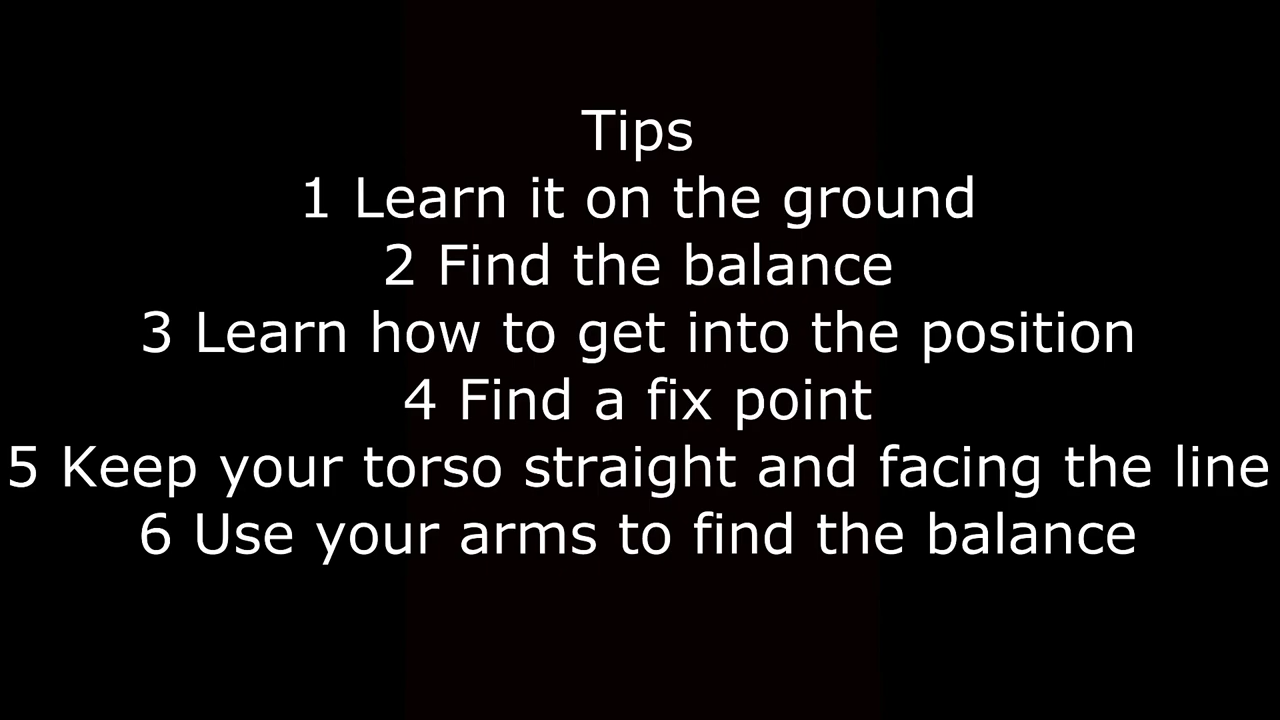 Tips
1 Learn it on the ground
2 Find the balance
3 Learn how to get into the position
4 Find a fix point
5 Keep your torso straight and facing the line
6 Use your arms to find the balance